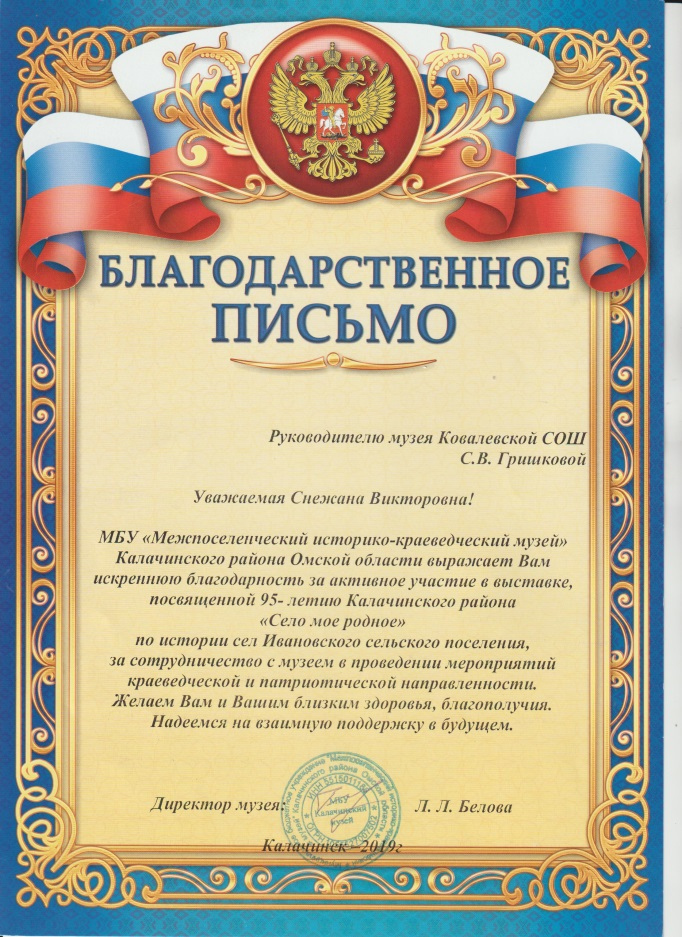 БЛАГОДАРСТВЕННОЕ
ПИСЬМО
Руководителю музея Ковалевской СОШ
С.В. Гришковой
Уважаемая Снежана Викторовна!
МБУ «Межпоселенческий историко-краеведческий музей»
Калачинского района Омской области выражает Вам
искреннюю благодарность за активное участие в выставке,
посвященной 95- летию Калачинского района
«Село мое родное»
по истории сел Ивановского сельского поселения,
за сотрудничество с музеем в проведении мероприятий
краеведческой и патриотической направленности.
Желаем Вам и Вашим близким здоровья, благополучия.
Надеемся на взаимную поддержку в будущем.
Директор музея:
Л. Л. Белова
МБУ
Калачинский
музей
Калачинск –2019г